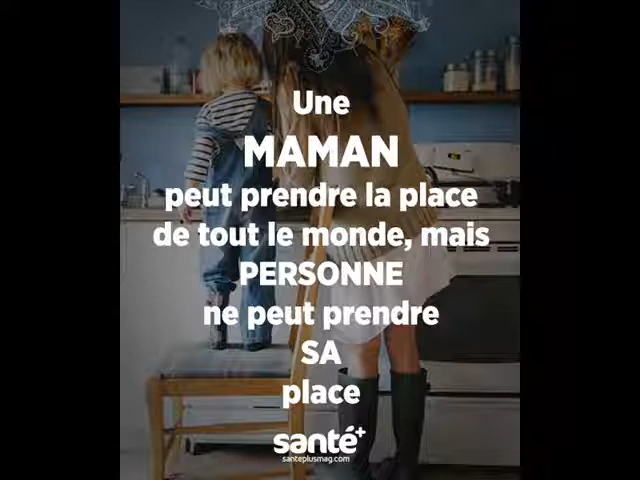 Une
MAMAN
peut prendre la place
de tout le monde, mais
PERSONNE
ne peut prendre
SA
place
santé+
santeplusmag.com